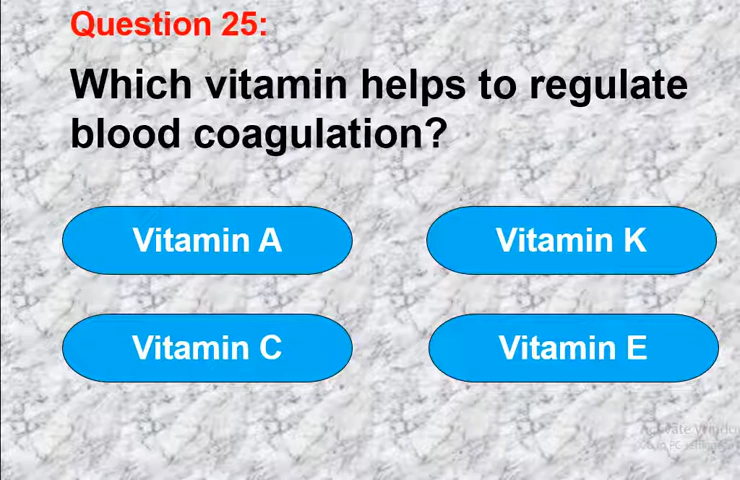 Question 25:
Which vitamin helps to regulate
blood coagulation?
Vitamin A
Vitamin K
Vitamin C
Vitamin E